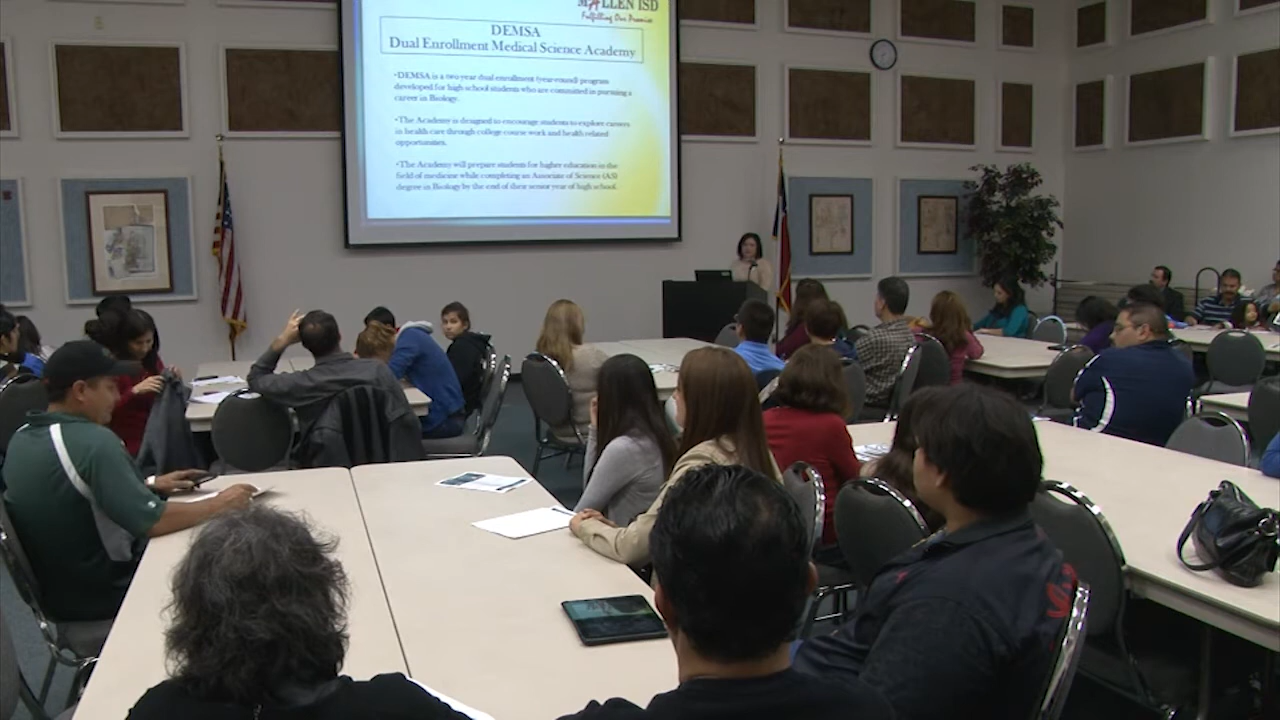 McALLEN ISD
Fulfilling Our Promise
DEMSA
Dual Enrollment Medical Science Academy
•DEMSA is a two year dual enrollment (year-round) program
developed for high school students who are committed in pursuing a
career in Biology.
•The Academy is designed to encourage students to explore careers
in health care through college course work and health related
opportunities.
•The Academy will prepare students for higher education in the
field of medicine while completing an Associate of Science (AS)
degree in Biology by the end of their senior year of high school.